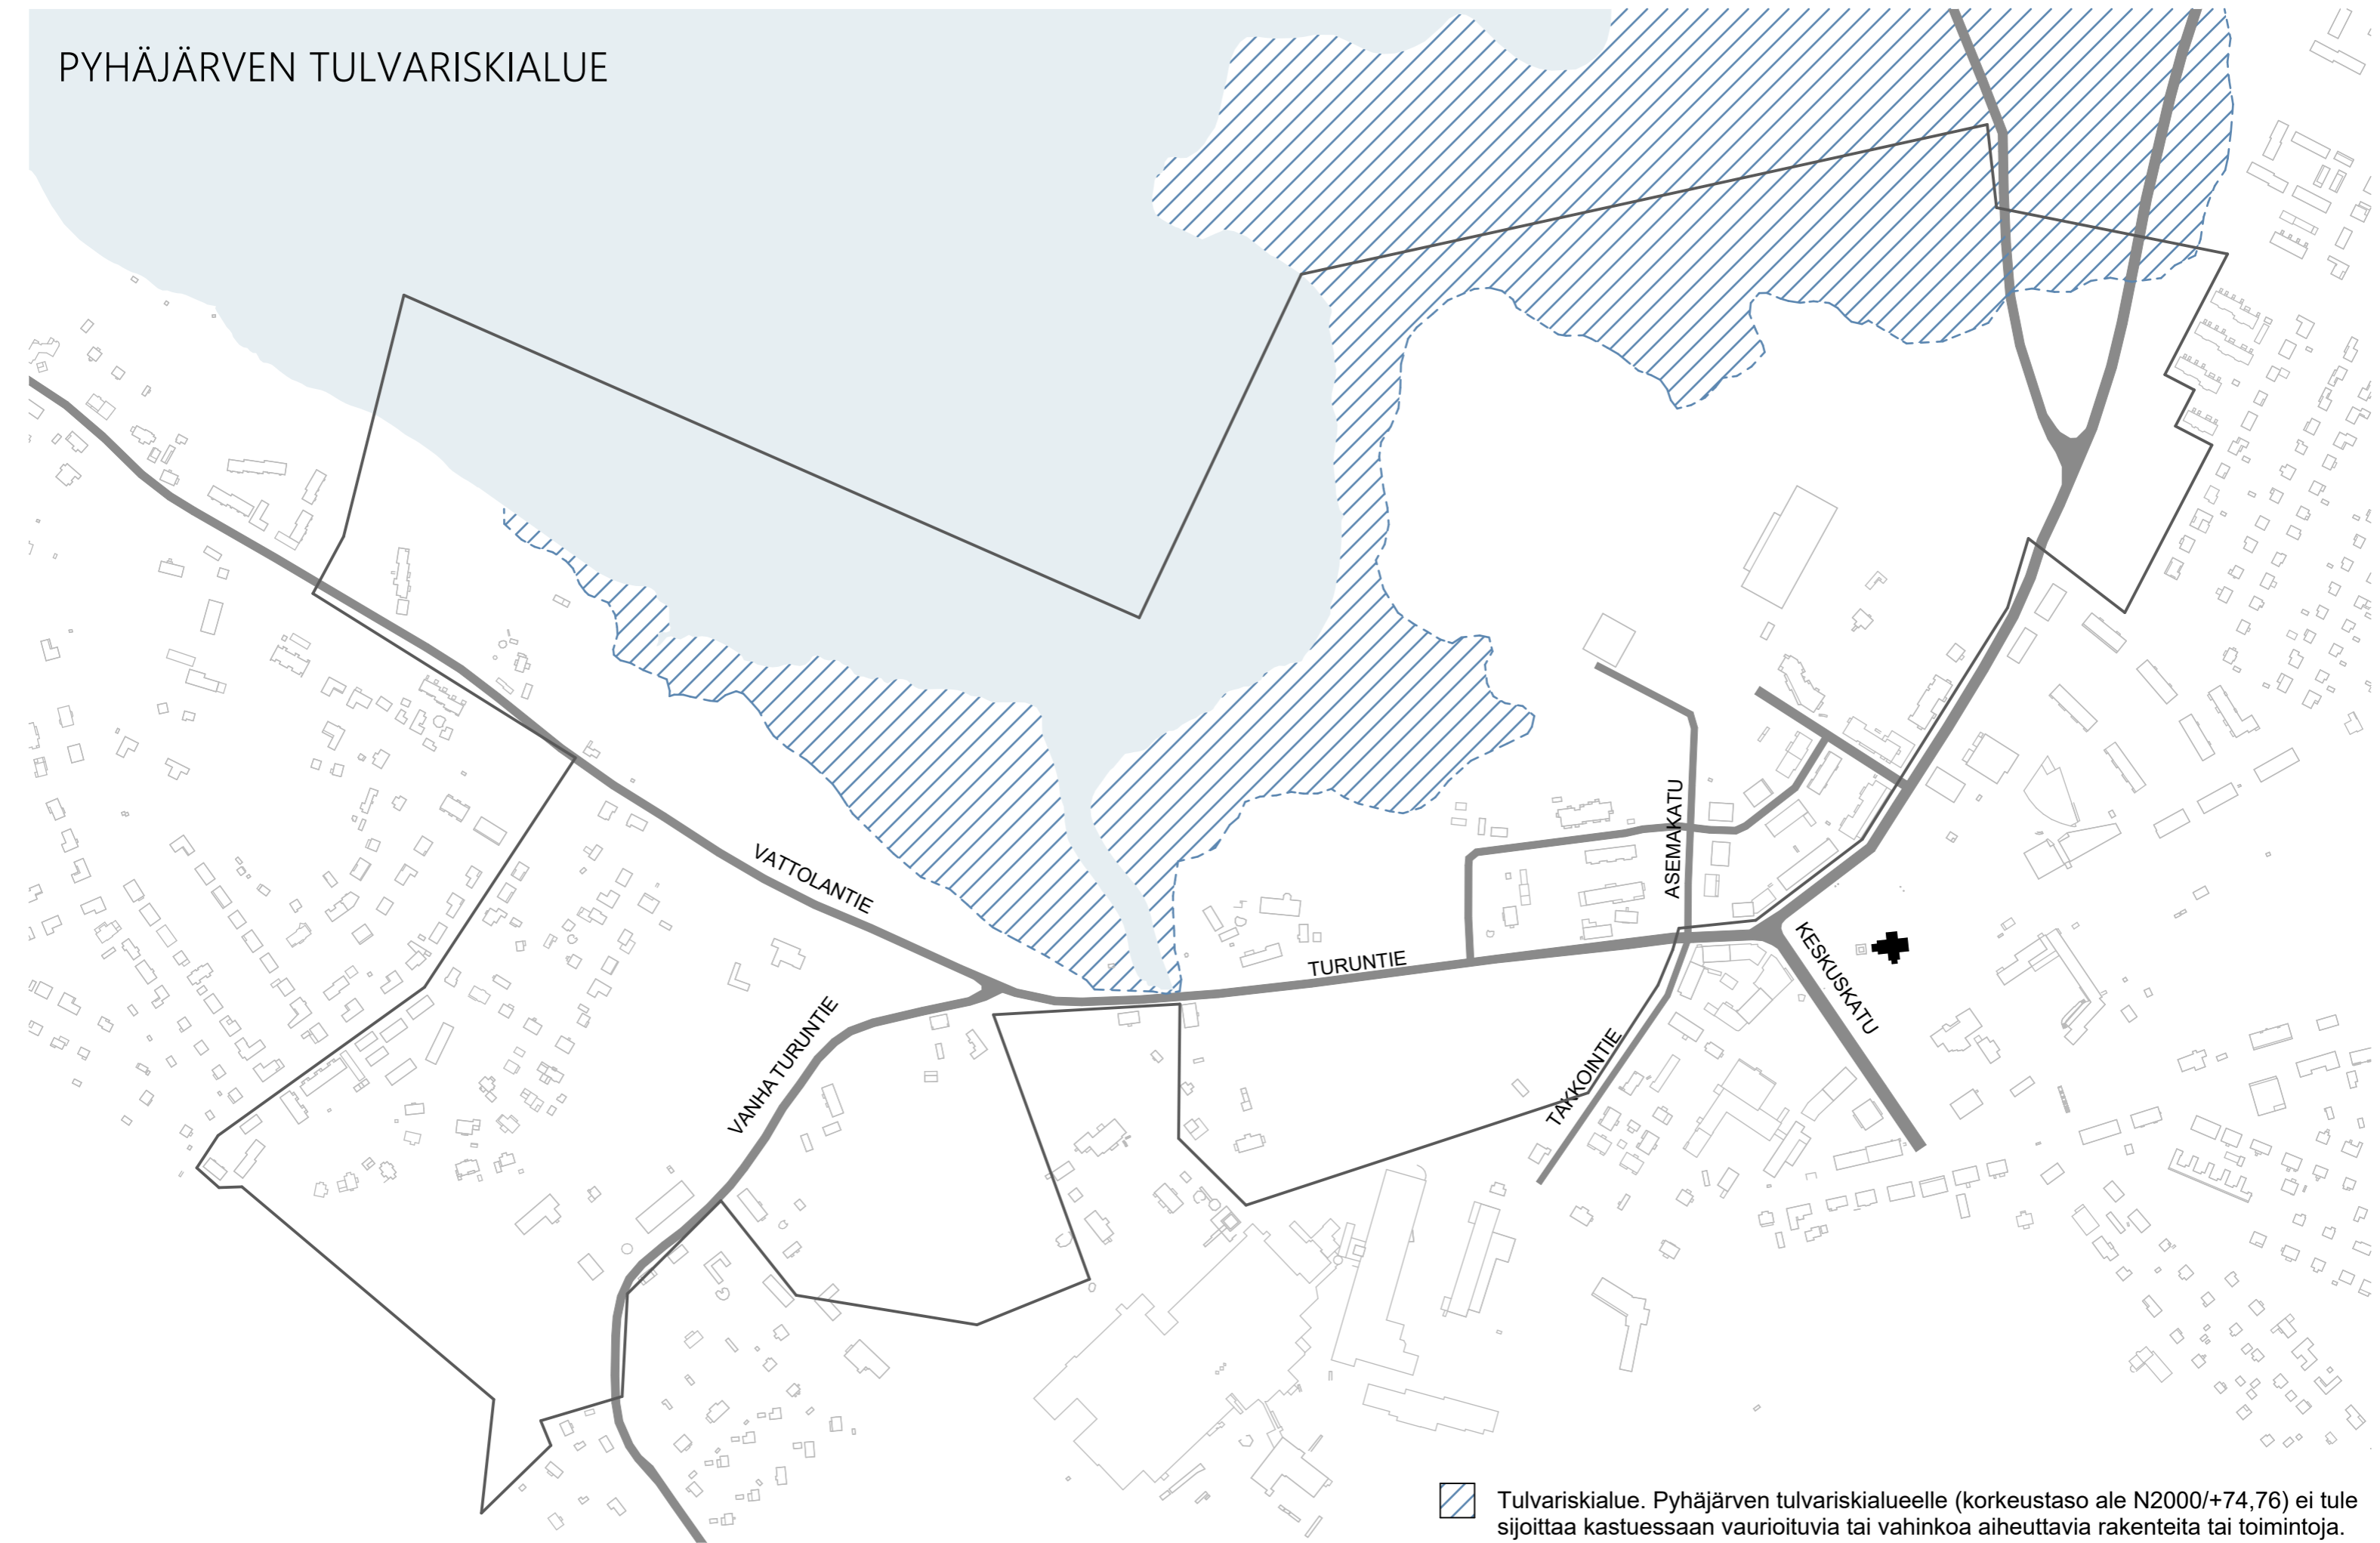 PYHÄJÄRVEN TULVARISKIALUE
VATTOLANTIE
ASEMAKATU
TURUNTIE
KESKUSKATU
VANHA TURUNTIE
TAKKOINTIE
Tulvariskialue. Pyhäjärven tulvariskialueelle (korkeustaso ale N2000/+74,76) ei tule
sijoittaa kastuessaan vaurioituvia tai vahinkoa aiheuttavia rakenteita tai toimintoja.